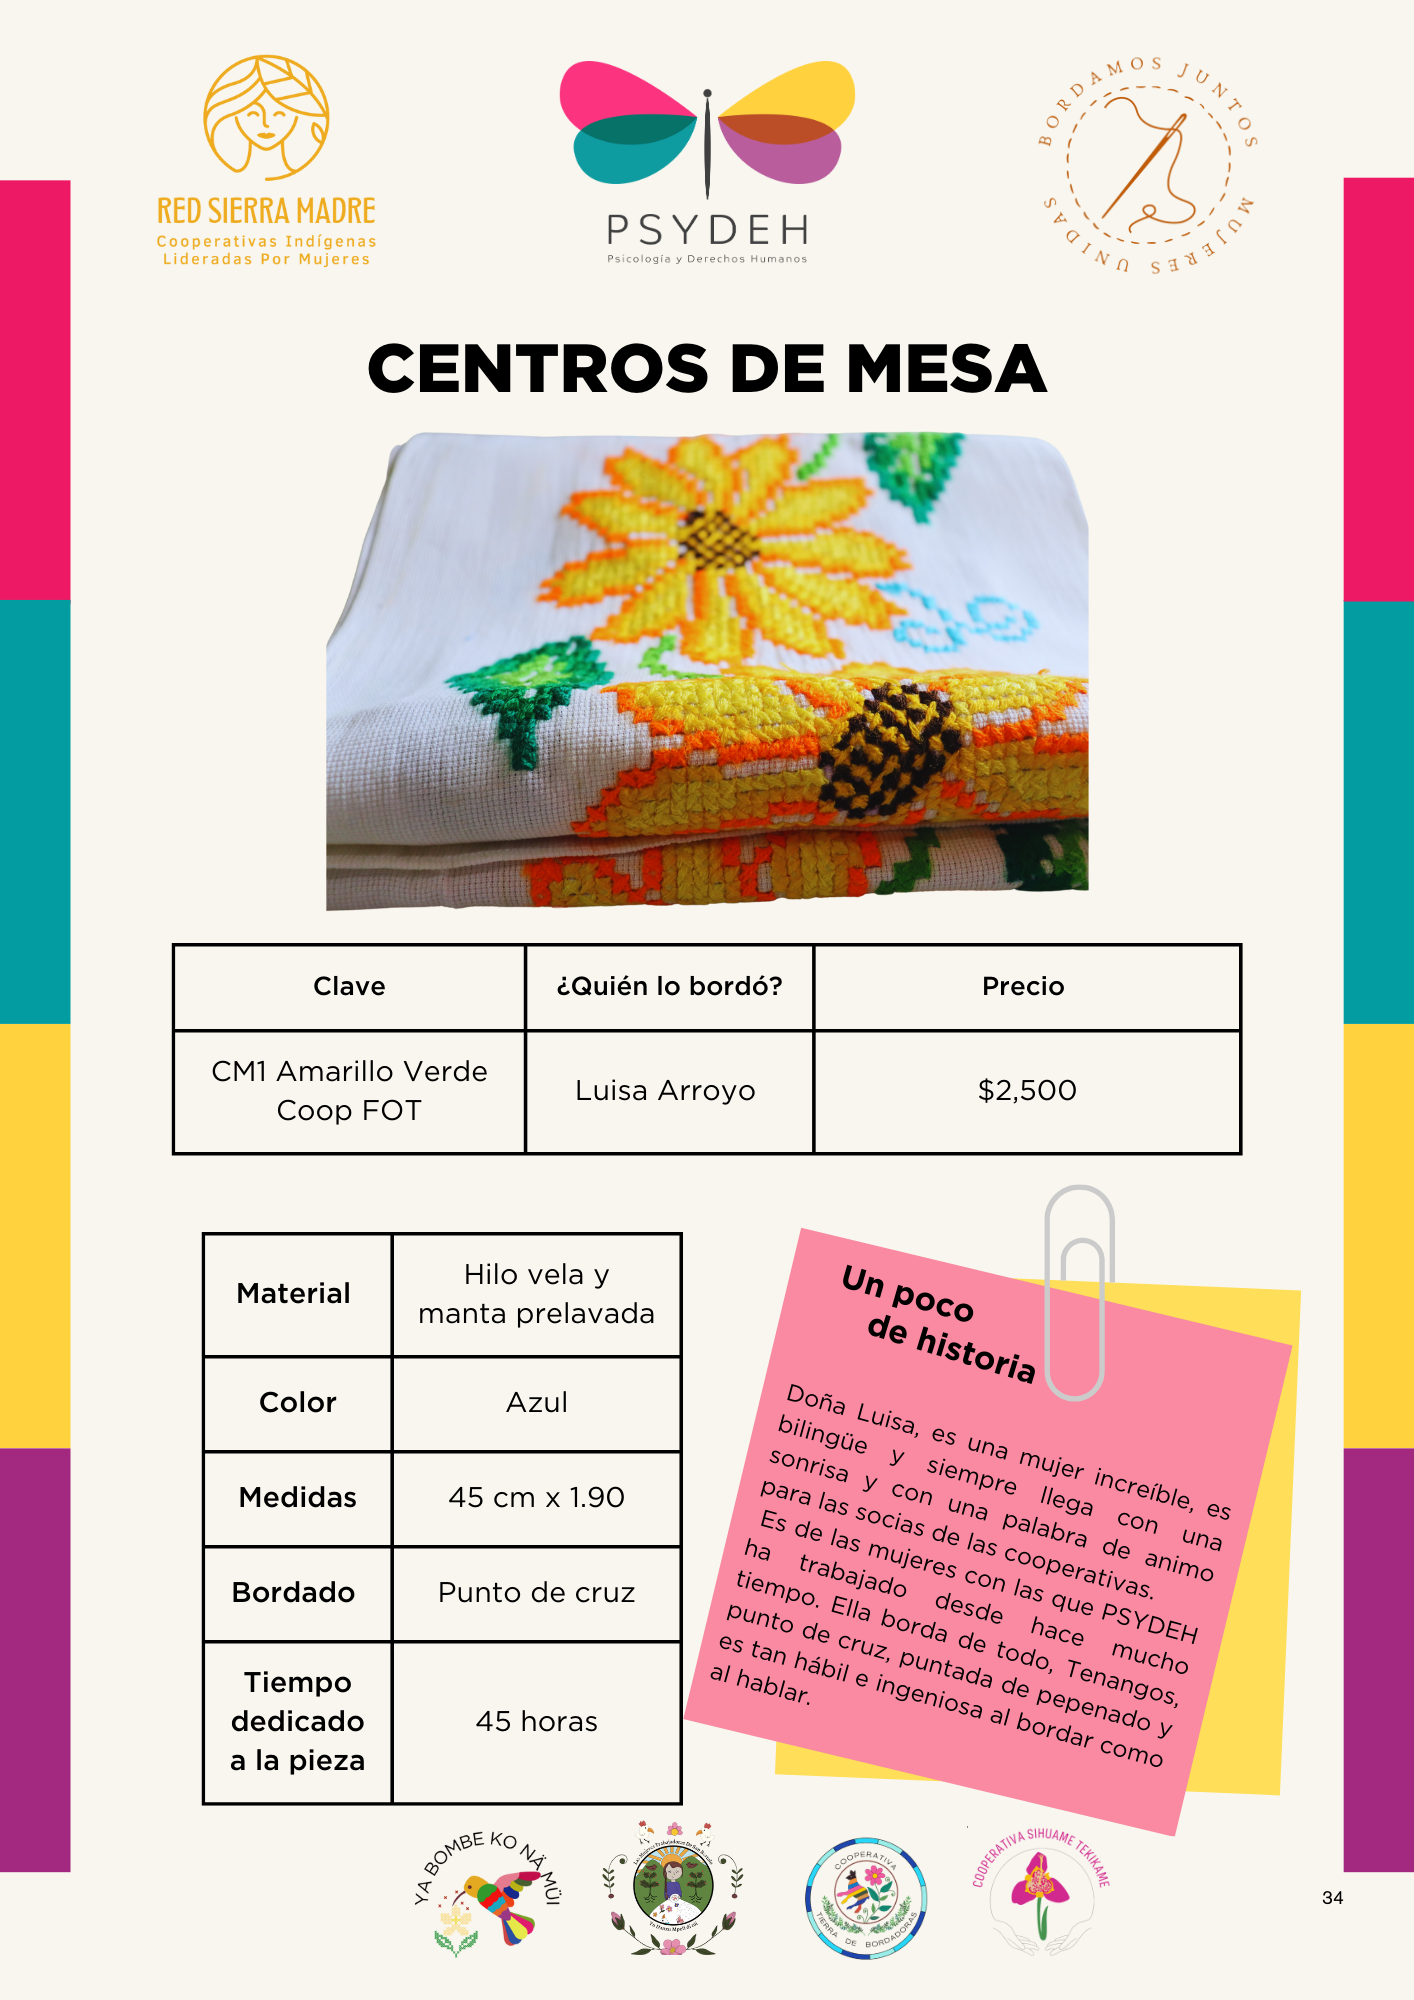 RED SIERRA MADRE
Cooperativas Indígenas
Lideradas Por Mujeres
PSYDEH
Psicología y Derechos Humanos
BORDAMOS JUNTOS
MUJERES UNIDAS
CENTROS DE MESA
Clave
¿Quién lo bordó?
Precio
CM1 Amarillo Verde
Coop FOT
Luisa Arroyo
$2,500
Material
Hilo vela y
manta prelavada
Color
Azul
Medidas
45 cm x 1.90
Bordado
Punto de cruz
Tiempo
dedicado
a la pieza
45 horas
Un poco
de historia
Doña Luisa, es una mujer increíble, es
bilingüe y siempre llega con una
sonrisa y con una palabra de animo
para las socias de las cooperativas.
Es de las mujeres con las que PSYDEH
ha trabajado desde hace mucho
tiempo. Ella borda de todo, Tenangos,
punto de cruz, puntada de pepenado y
es tan hábil e ingeniosa al bordar como
al hablar.
YA BOMBE KO NÄ MÜI
COOPERATIVA
TIERRA DE BORDADORAS
COOPERATIVA SIHUAME TEKIKAME
34